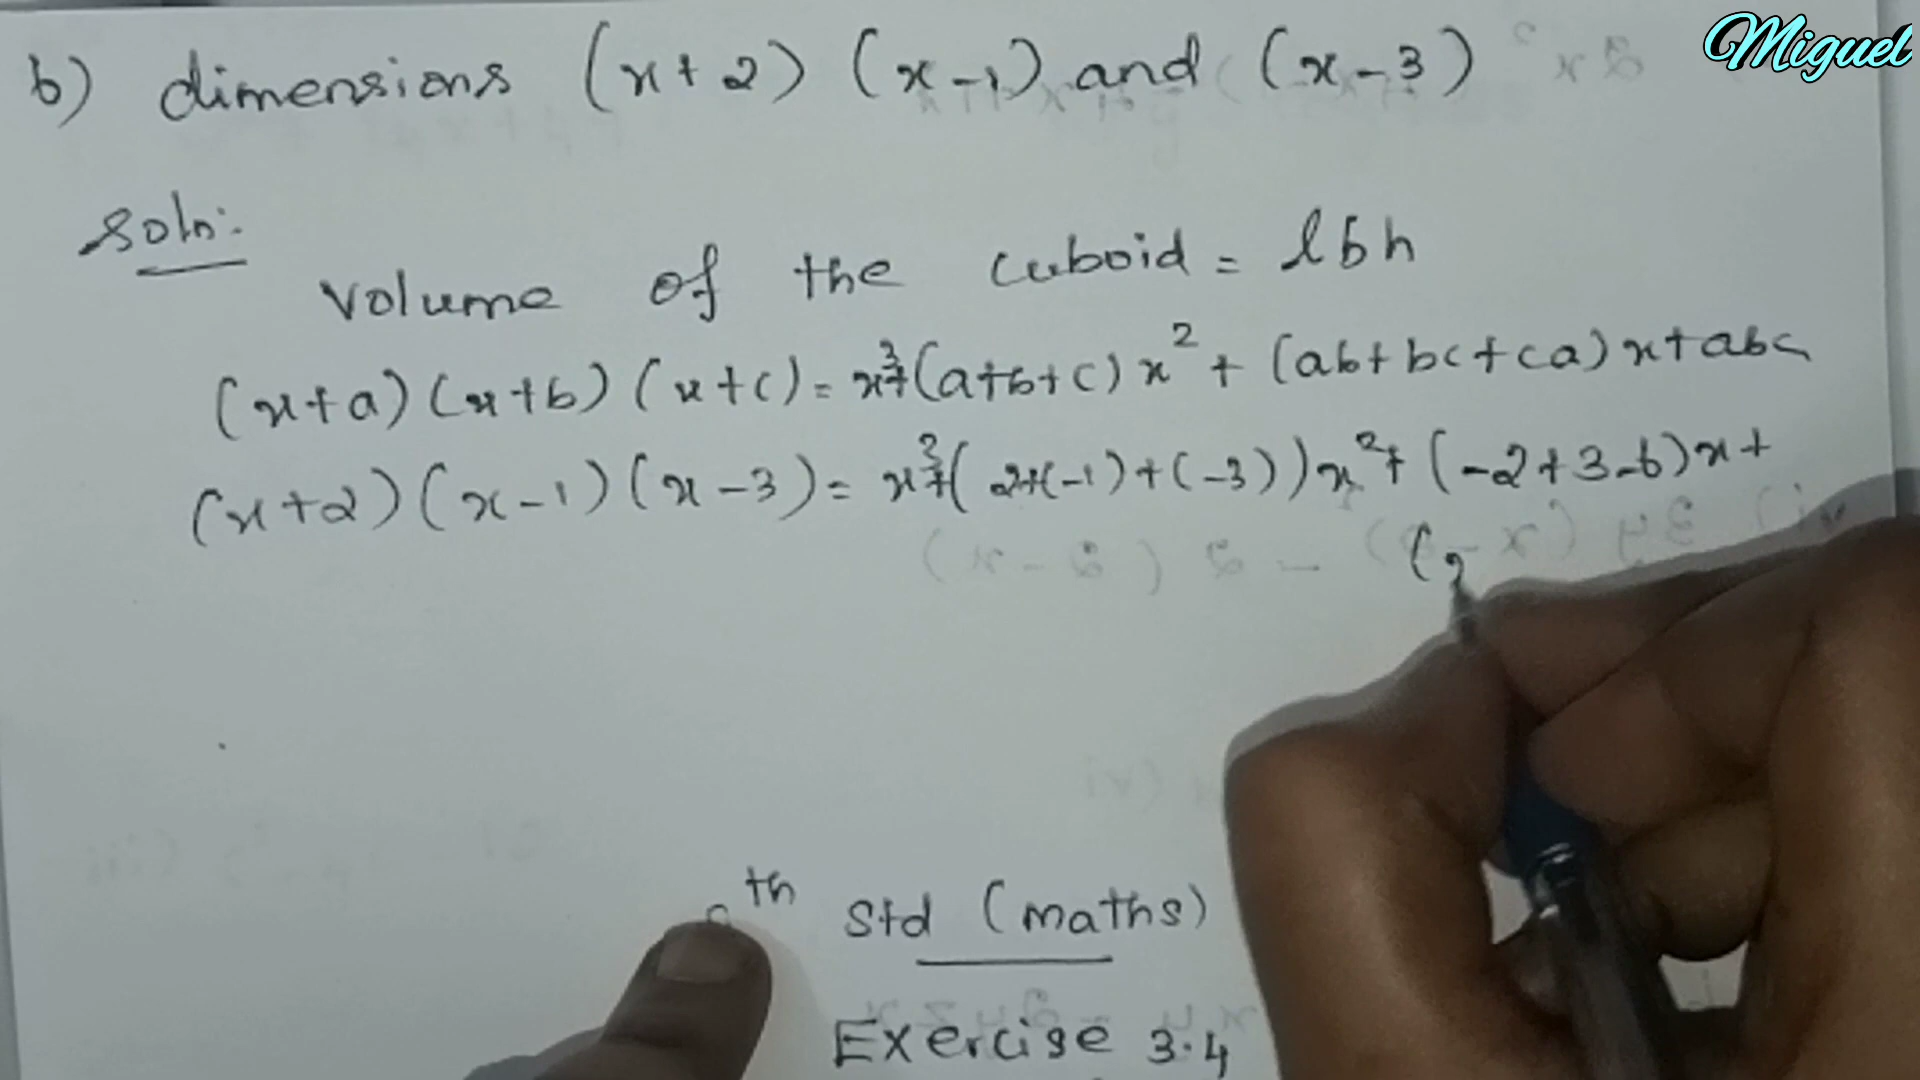 Miguel
b) dimensions (x+2) (x-1) and (x-3)
Soln:
Volume of the cuboid = lbh
(x+a)(x+b)(x+c) = x³+(a+b+c)x²+(ab+bc+ca)x+abc
(x+2)(x-1)(x-3) = x³+(2+(-1)+(-3))x²+(-2+3-6)x+
(2
th Std (maths)
Exercise 3.4